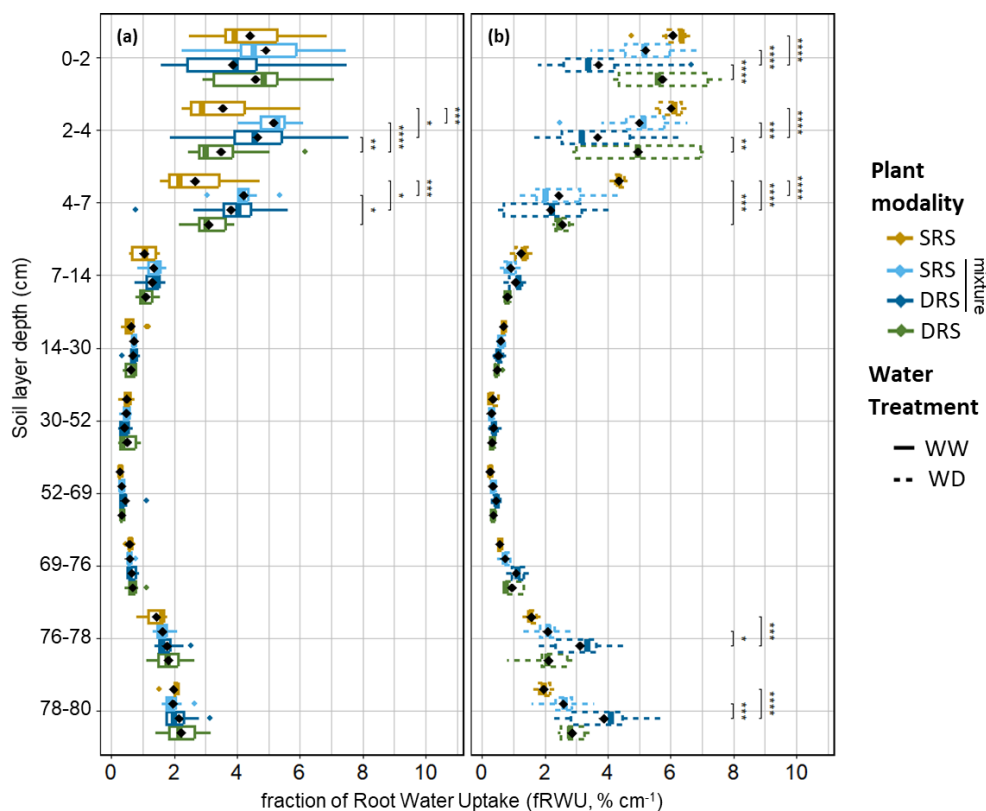 (a)
(b)
Soil layer depth (cm)
0-2
2-4
4-7
7-14
14-30
30-52
52-69
69-76
76-78
78-80
**** **** ****
*** * **** **
**** *** **
*** * *
**** **** ***
*** *
**** ***
0 2 4 6 8 10
0 2 4 6 8 10
fraction of Root Water Uptake (fRWU, % cm⁻¹)
Plant
modality
SRS
SRS
DRS
mixture
DRS
Water
Treatment
WW
WD